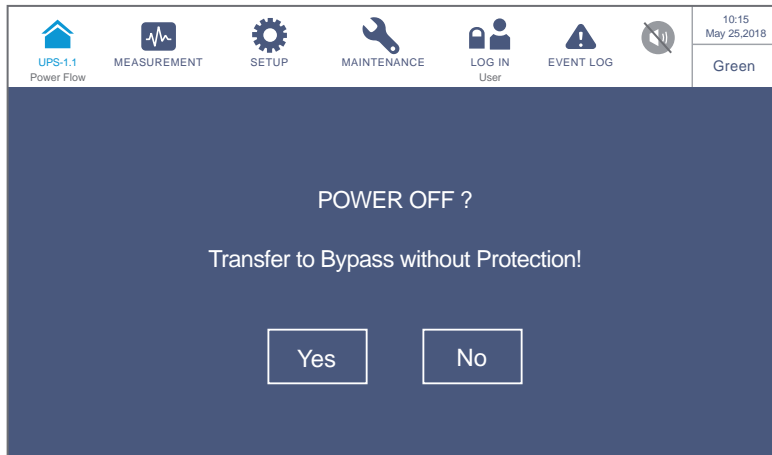 UPS-1.1
Power Flow
MEASUREMENT
SETUP
MAINTENANCE
LOG IN
User
EVENT LOG
10:15
May 25,2018
Green
POWER OFF ?
Transfer to Bypass without Protection!
Yes
No